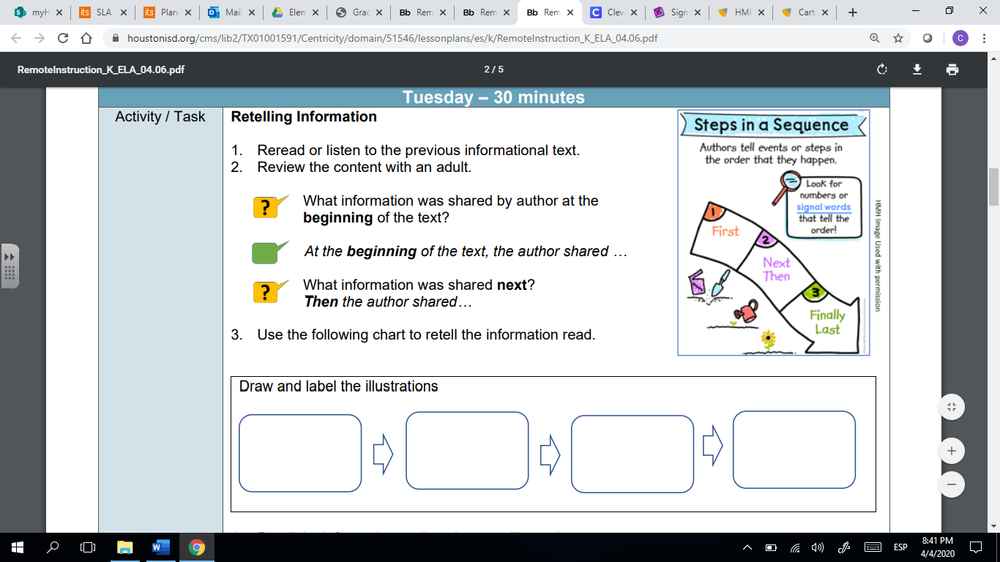 myH
SLA
Plan
Mail
Elem
Grac
Bb Rem
Bb Rem
Bb Rem
Clev
Sign
HMH
Cart
houstonisd.org/cms/lib2/TX01001591/Centricity/domain/51546/lessonplans/es/k/RemoteInstruction_K_ELA_04.06.pdf
C
RemoteInstruction_K_ELA_04.06.pdf
2 / 5
Tuesday – 30 minutes
Activity / Task
Retelling Information
1. Reread or listen to the previous informational text.
2. Review the content with an adult.
? What information was shared by author at the
beginning of the text?
At the beginning of the text, the author shared …
? What information was shared next?
Then the author shared…
3. Use the following chart to retell the information read.
Steps in a Sequence
Authors tell events or steps in
the order that they happen.
Look for
numbers or
signal words
that tell the
order!
1
First
2
Next
Then
3
Finally
Last
HMH Image Used with permission
Draw and label the illustrations
ESP
8:41 PM
4/4/2020